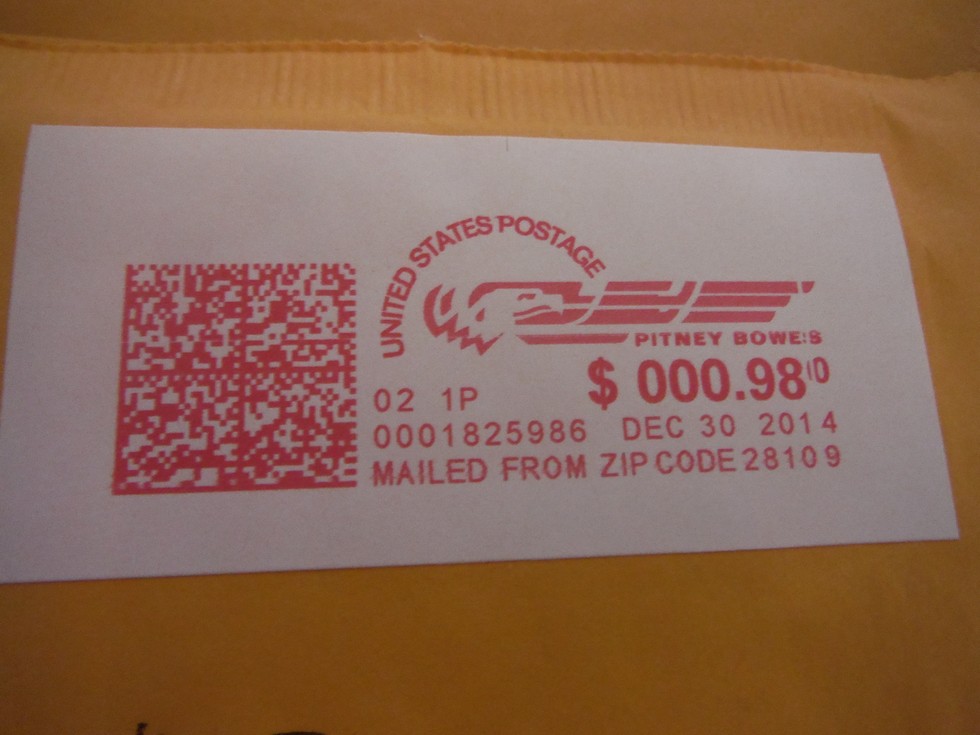 UNITED STATES POSTAGE
PITNEY BOWES
02 1P
$ 000.98⁰
0001825986
DEC 30 2014
MAILED FROM ZIP CODE 28109